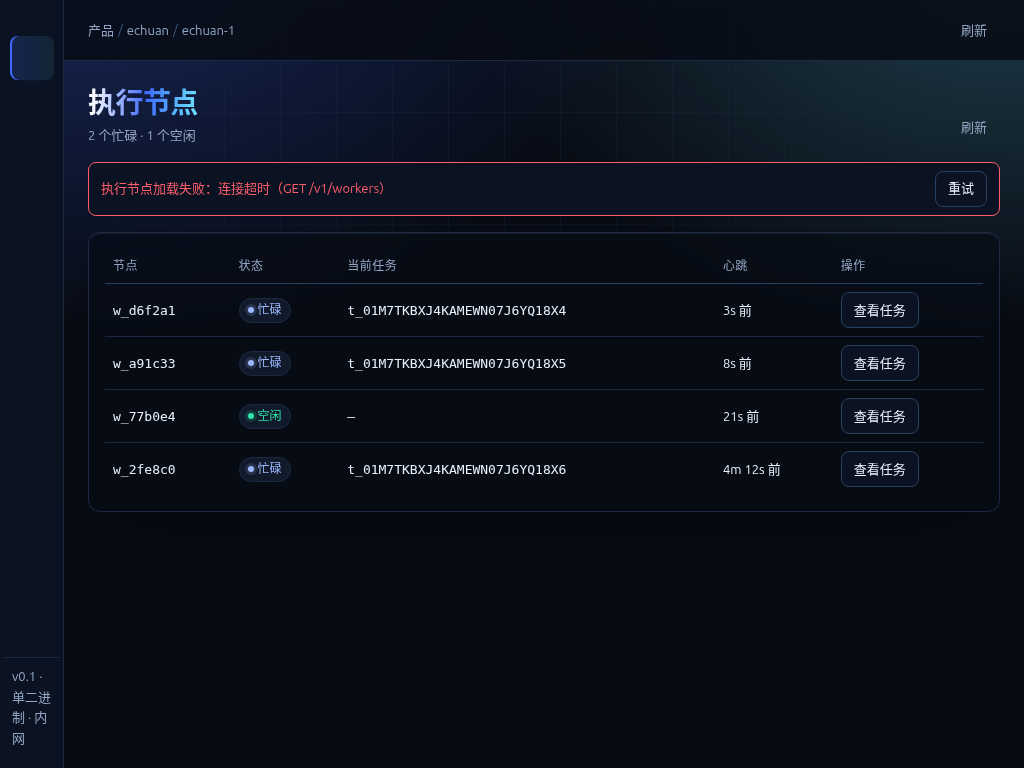 产品 / echuan / echuan-1
刷新
执行节点
2 个忙碌 · 1 个空闲
刷新
执行节点加载失败：连接超时（GET /v1/workers）
重试
节点 状态 当前任务 心跳 操作
w_d6f2a1 忙碌 t_01M7TKBXJ4KAMEWN07J6YQ18X4 3s 前 查看任务
w_a91c33 忙碌 t_01M7TKBXJ4KAMEWN07J6YQ18X5 8s 前 查看任务
w_77b0e4 空闲 — 21s 前 查看任务
w_2fe8c0 忙碌 t_01M7TKBXJ4KAMEWN07J6YQ18X6 4m 12s 前 查看任务
v0.1 ·
单二进
制 · 内
网